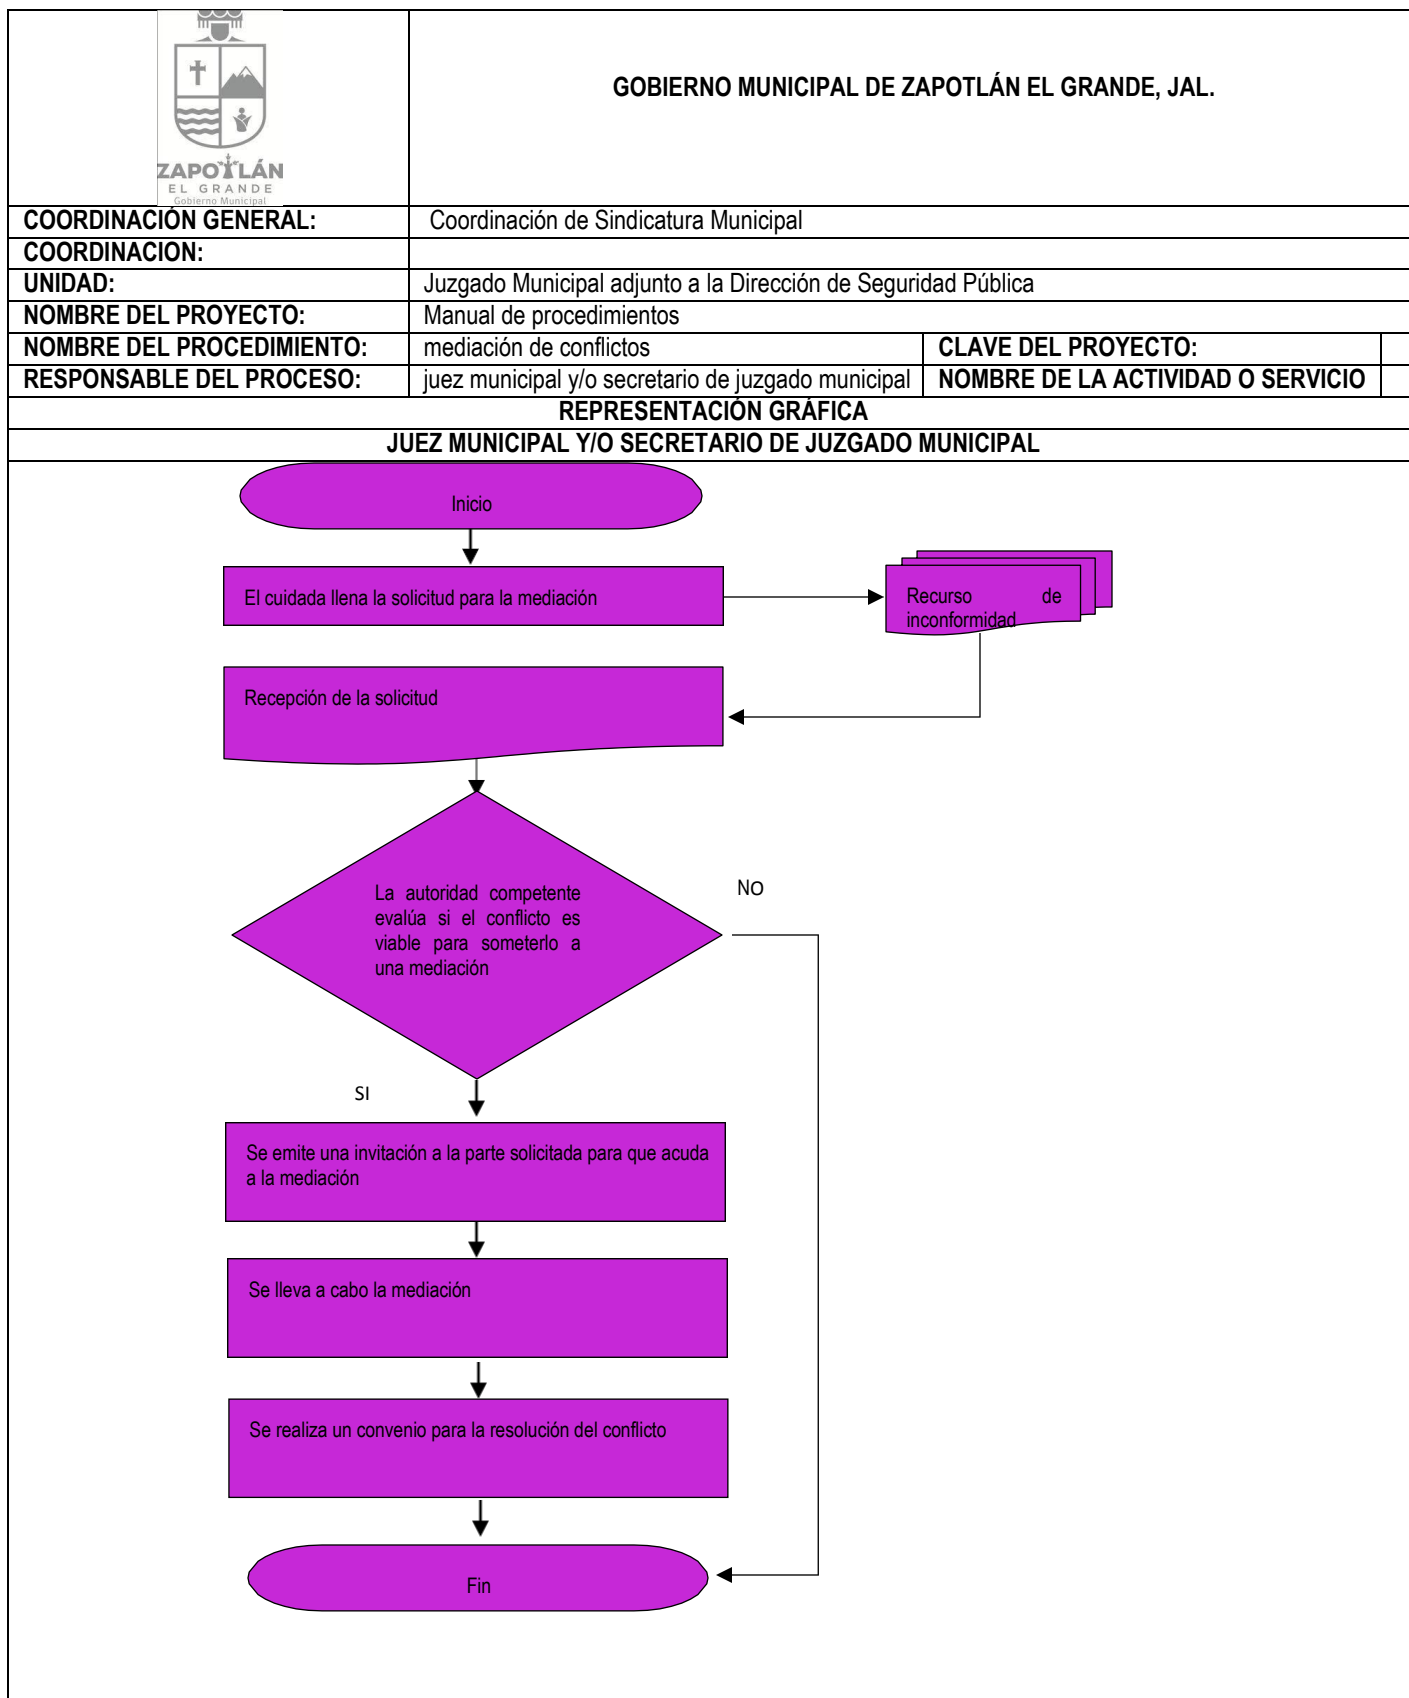 ZAPOTLÁN
EL GRANDE
Gobierno Municipal
GOBIERNO MUNICIPAL DE ZAPOTLÁN EL GRANDE, JAL.
COORDINACIÓN GENERAL: Coordinación de Sindicatura Municipal
COORDINACION:
UNIDAD: Juzgado Municipal adjunto a la Dirección de Seguridad Pública
NOMBRE DEL PROYECTO: Manual de procedimientos
NOMBRE DEL PROCEDIMIENTO: mediación de conflictos CLAVE DEL PROYECTO:
RESPONSABLE DEL PROCESO: juez municipal y/o secretario de juzgado municipal NOMBRE DE LA ACTIVIDAD O SERVICIO
REPRESENTACIÓN GRÁFICA
JUEZ MUNICIPAL Y/O SECRETARIO DE JUZGADO MUNICIPAL
Inicio
El cuidada llena la solicitud para la mediación
Recurso de
inconformidad
Recepción de la solicitud
La autoridad competente
evalúa si el conflicto es
viable para someterlo a
una mediación
NO
SI
Se emite una invitación a la parte solicitada para que acuda
a la mediación
Se lleva a cabo la mediación
Se realiza un convenio para la resolución del conflicto
Fin